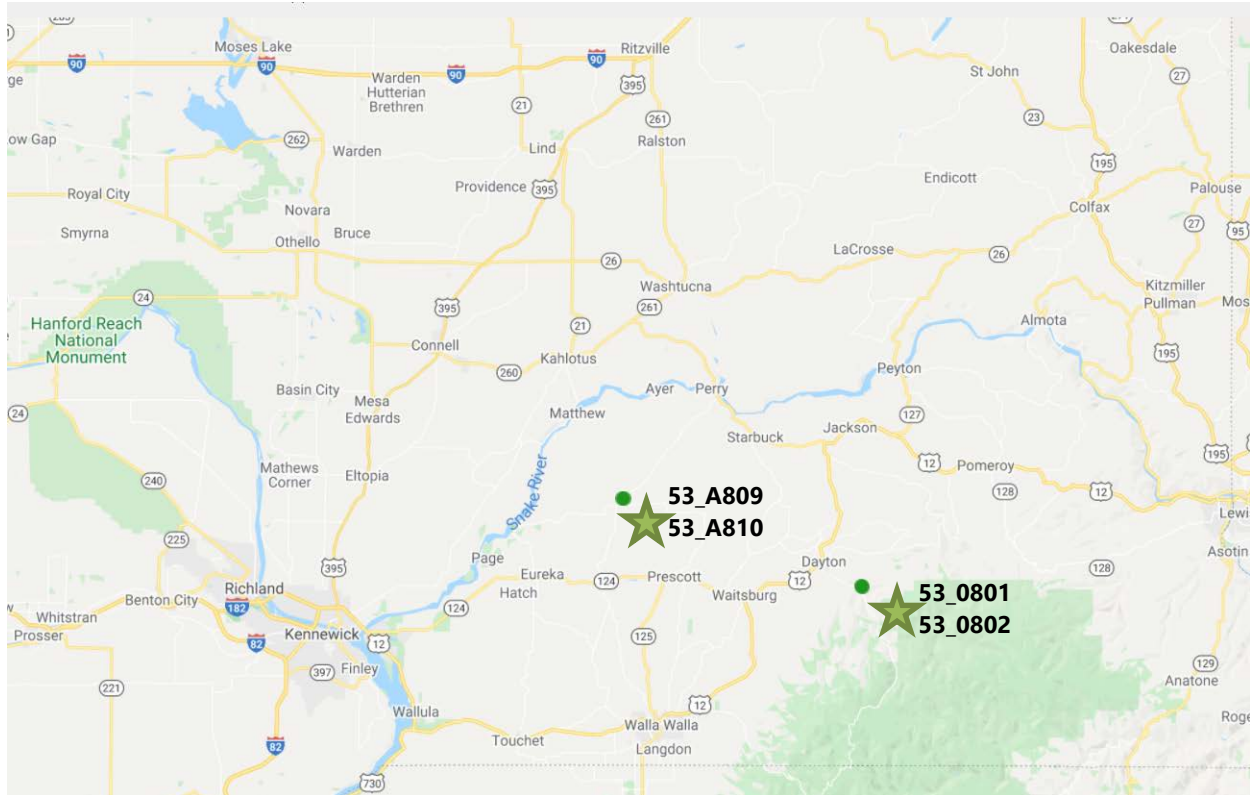 283
Moses Lake
Ritzville
271
Oakesdale
90
90
90
90
St John
27
ge
Warden
Hutterian
Brethren
395
21
261
23
ow Gap
262
Warden
Lind
Ralston
195
Royal City
Providence
395
Endicott
Palouse
Colfax
Novara
27
95
Smyrna
Othello
Bruce
LaCrosse
26
26
24
Washtucna
Kitzmiller
Pullman
Mos
395
261
Hanford Reach
National
Monument
21
Almota
Connell
Kahlotus
195
260
Peyton
Basin City
Ayer
Perry
24
Mesa
Edwards
Matthew
127
Starbuck
Jackson
195
12
Pomeroy
Mathews
Corner
Eltopia
240
128
12
53_A809
53_A810
Snake River
Lewi
225
Page
Asotin
Dayton
395
Eureka
124
Prescott
12
128
Richland
Hatch
Waitsburg
Benton City
182
124
53_0801
53_0802
Whitstran
Prosser
Kennewick
125
82
12
Finley
129
397
Anatone
221
12
Wallula
Roge
Walla Walla
82
Touchet
Langdon
730